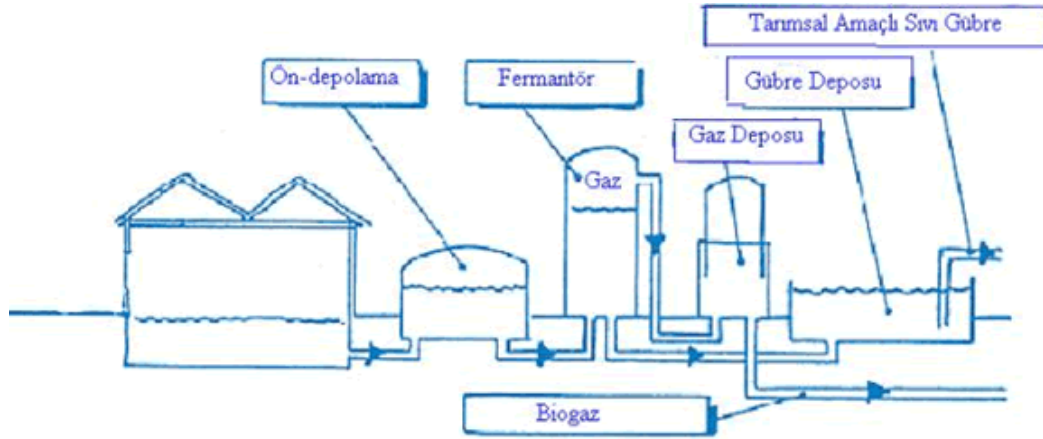 Tarımsal Amaçlı Sıvı Gübre
Ön-depolama
Fermantör
Gübre Deposu
Gaz Deposu
Gaz
Biogaz